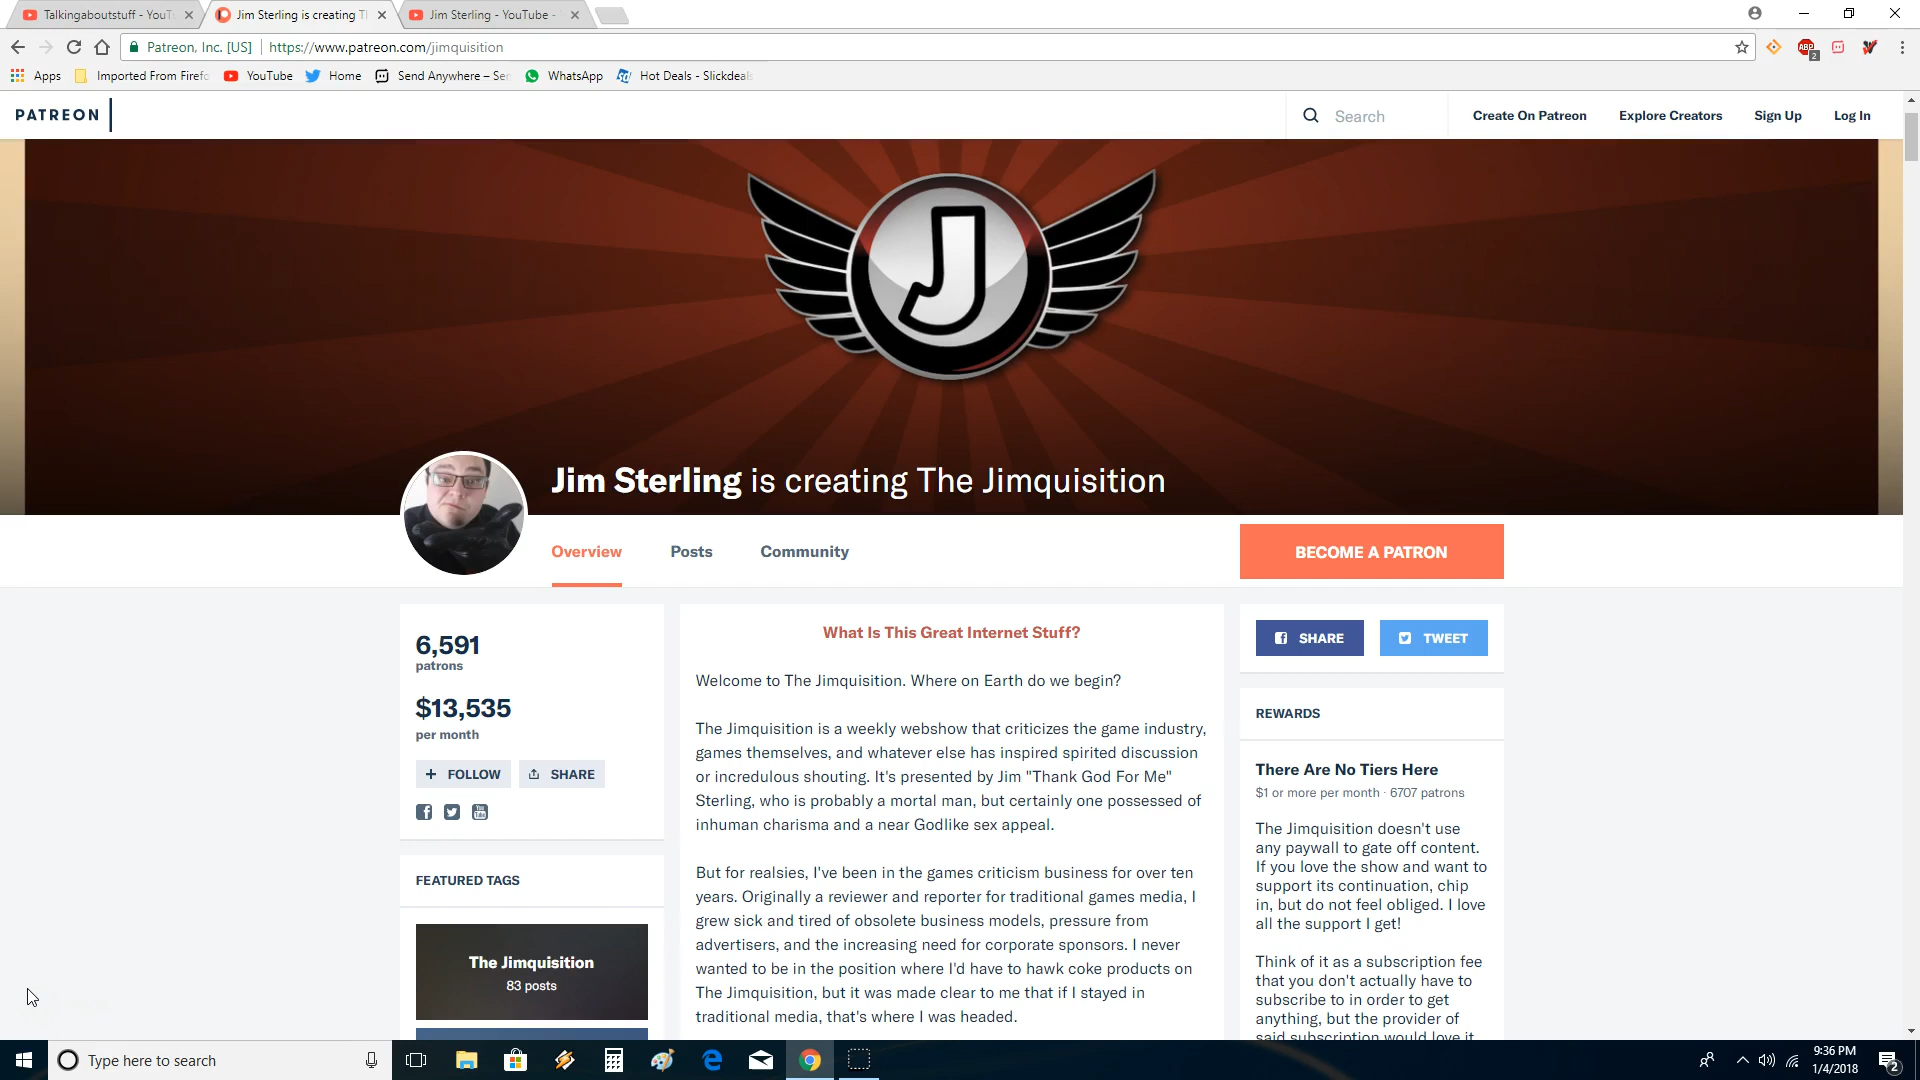 Talkingaboutstuff - YouT
Jim Sterling is creating T
Jim Sterling - YouTube -
Patreon, Inc. [US]
https://www.patreon.com/jimquisition
ABP
2
Apps
Imported From Firefo
YouTube
Home
Send Anywhere – Sen
WhatsApp
Hot Deals - Slickdeals
PATREON
Search
Create On Patreon
Explore Creators
Sign Up
Log In
J
Jim Sterling is creating The Jimquisition
Overview
Posts
Community
BECOME A PATRON
6,591
patrons
$13,535
per month
+ FOLLOW
SHARE
FEATURED TAGS
The Jimquisition
83 posts
What Is This Great Internet Stuff?
Welcome to The Jimquisition. Where on Earth do we begin?
The Jimquisition is a weekly webshow that criticizes the game industry,
games themselves, and whatever else has inspired spirited discussion
or incredulous shouting. It's presented by Jim "Thank God For Me"
Sterling, who is probably a mortal man, but certainly one possessed of
inhuman charisma and a near Godlike sex appeal.
But for realsies, I've been in the games criticism business for over ten
years. Originally a reviewer and reporter for traditional games media, I
grew sick and tired of obsolete business models, pressure from
advertisers, and the increasing need for corporate sponsors. I never
wanted to be in the position where I'd have to hawk coke products on
The Jimquisition, but it was made clear to me that if I stayed in
traditional media, that's where I was headed.
SHARE
TWEET
REWARDS
There Are No Tiers Here
$1 or more per month · 6707 patrons
The Jimquisition doesn't use
any paywall to gate off content.
If you love the show and want to
support its continuation, chip
in, but do not feel obliged. I love
all the support I get!
Think of it as a subscription fee
that you don't actually have to
subscribe to in order to get
anything, but the provider of
said subscription would love it
Type here to search
9:36 PM
1/4/2018
2